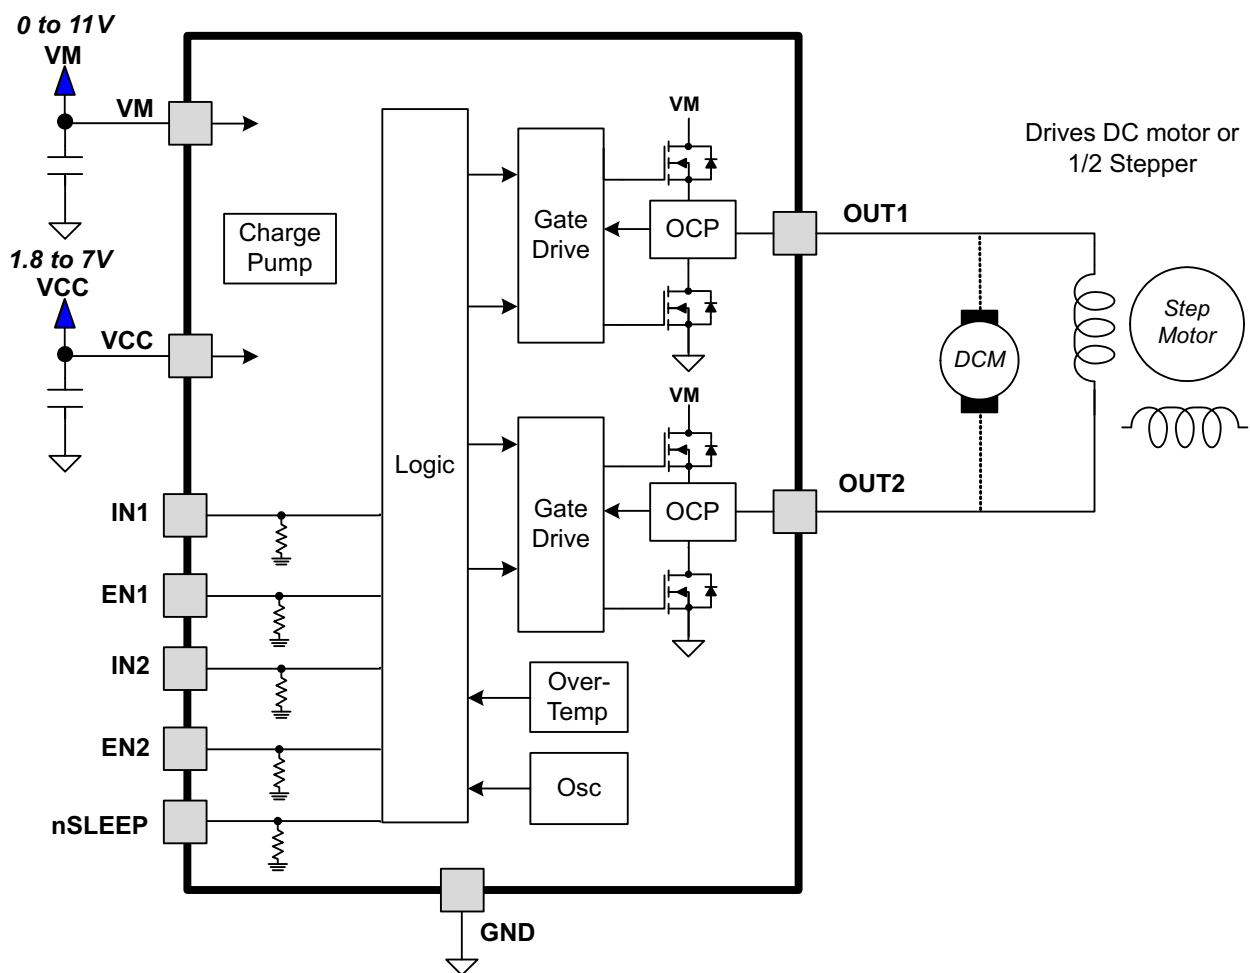 0 to 11V
VM
VM
1.8 to 7V
VCC
VCC
IN1
EN1
IN2
EN2
nSLEEP
Charge
Pump
Logic
Gate
Drive
VM
OCP
Gate
Drive
VM
OCP
Over-
Temp
Osc
GND
OUT1
OUT2
Drives DC motor or
1/2 Stepper
DCM
Step
Motor